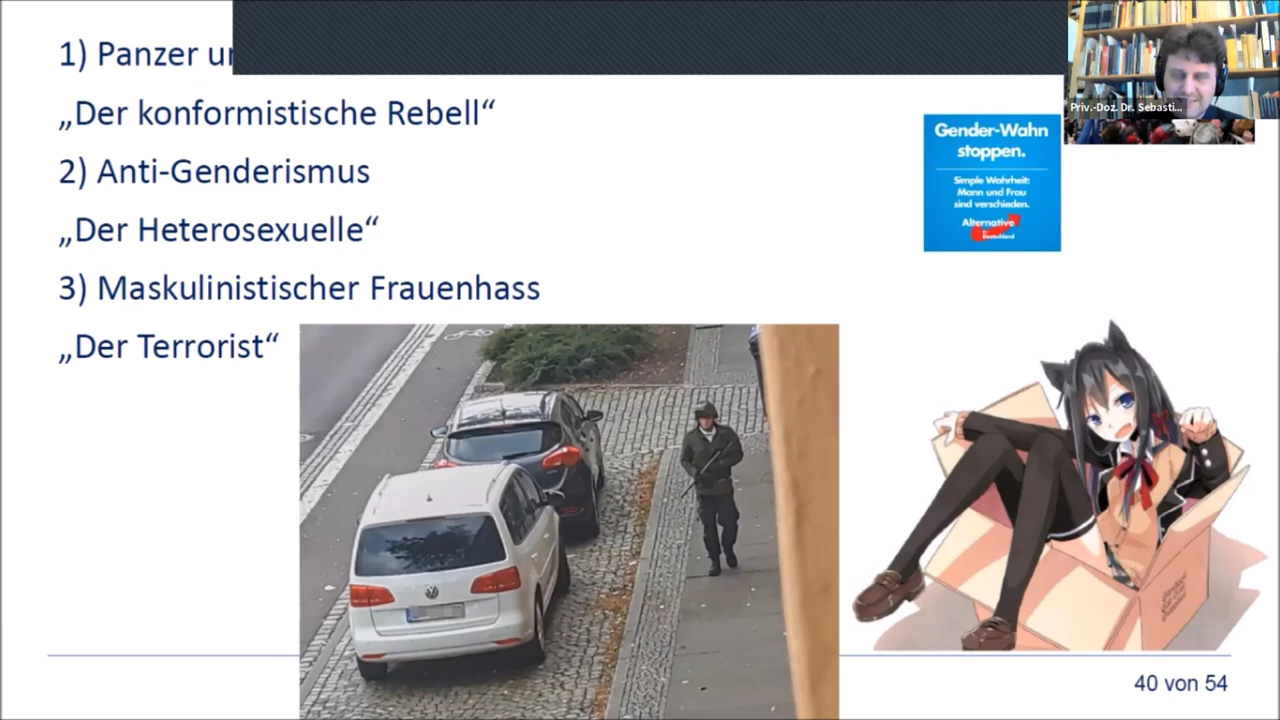 1) Panzer u
„Der konformistische Rebell“
2) Anti-Genderismus
„Der Heterosexuelle“
3) Maskulinistischer Frauenhass
„Der Terrorist“
Priv.-Doz. Dr. Sebasti...
Gender-Wahn
stoppen.
Simple Wahrheit:
Mann und Frau
sind verschieden.
Alternative
für
Deutschland
40 von 54